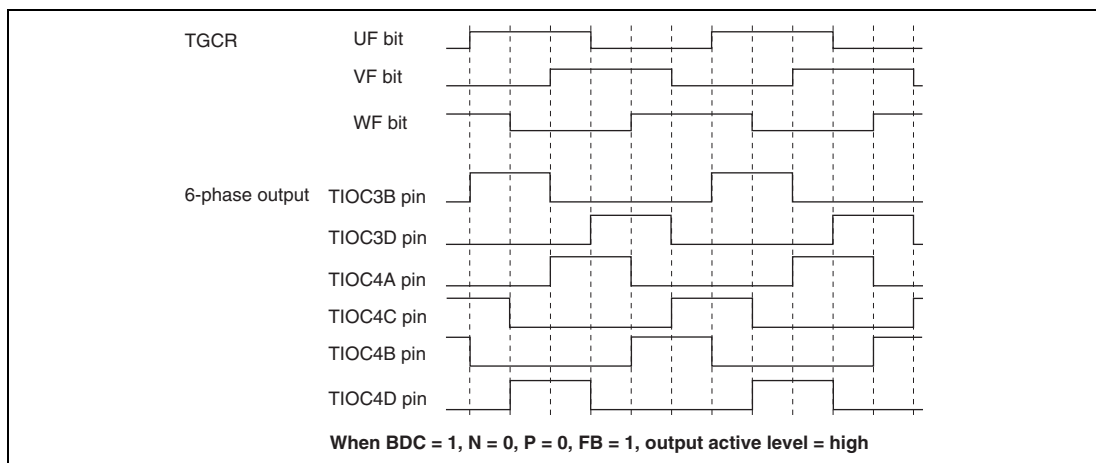 TGCR UF bit
VF bit
WF bit
6-phase output TIOC3B pin
TIOC3D pin
TIOC4A pin
TIOC4C pin
TIOC4B pin
TIOC4D pin
When BDC = 1, N = 0, P = 0, FB = 1, output active level = high